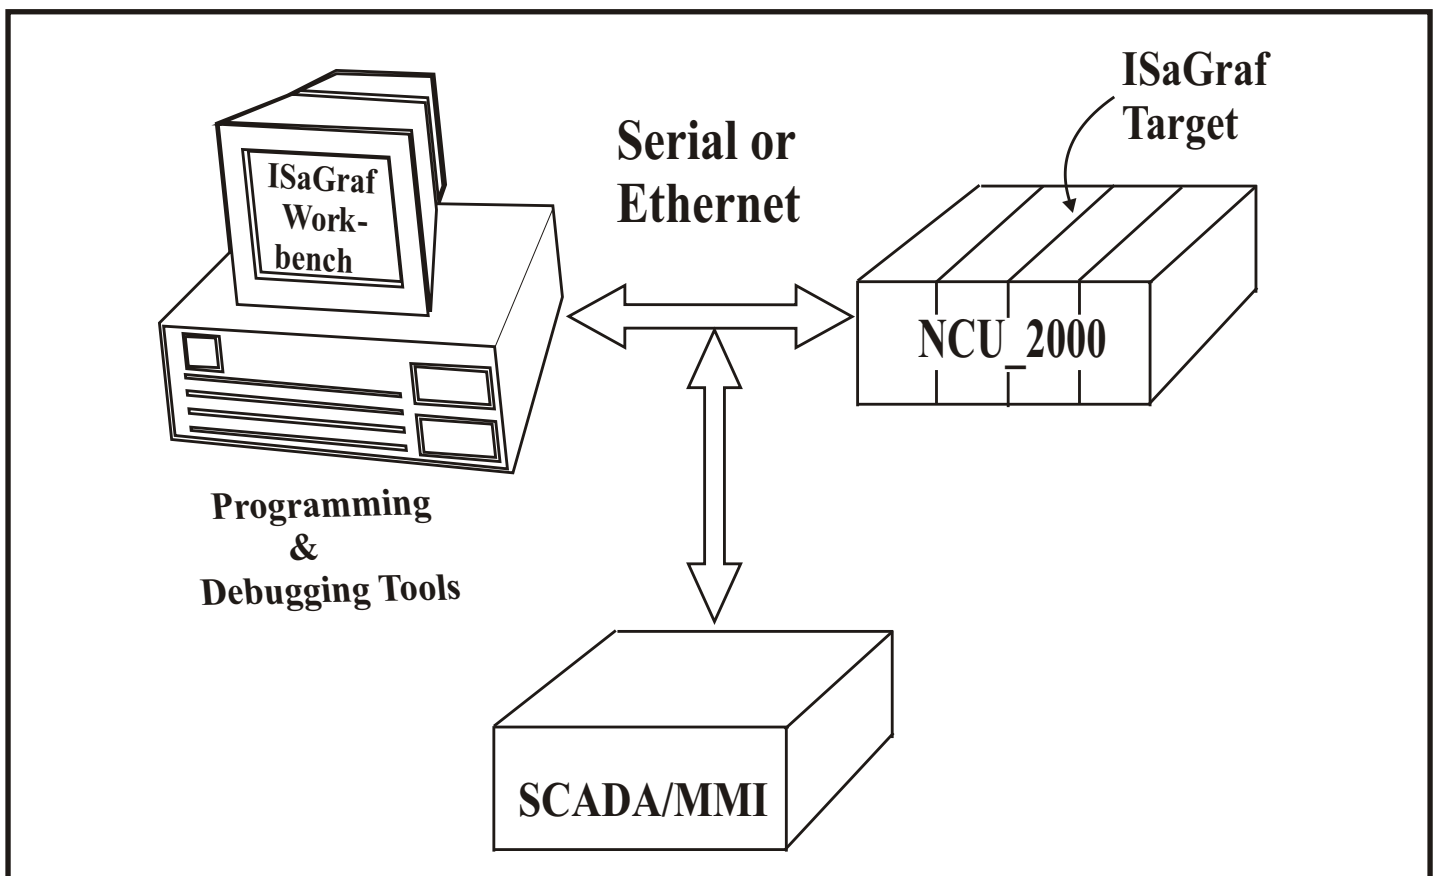 ISaGraf
Work-
bench
Serial or
Ethernet
ISaGraf
Target
NCU_2000
Programming
&
Debugging Tools
SCADA/MMI